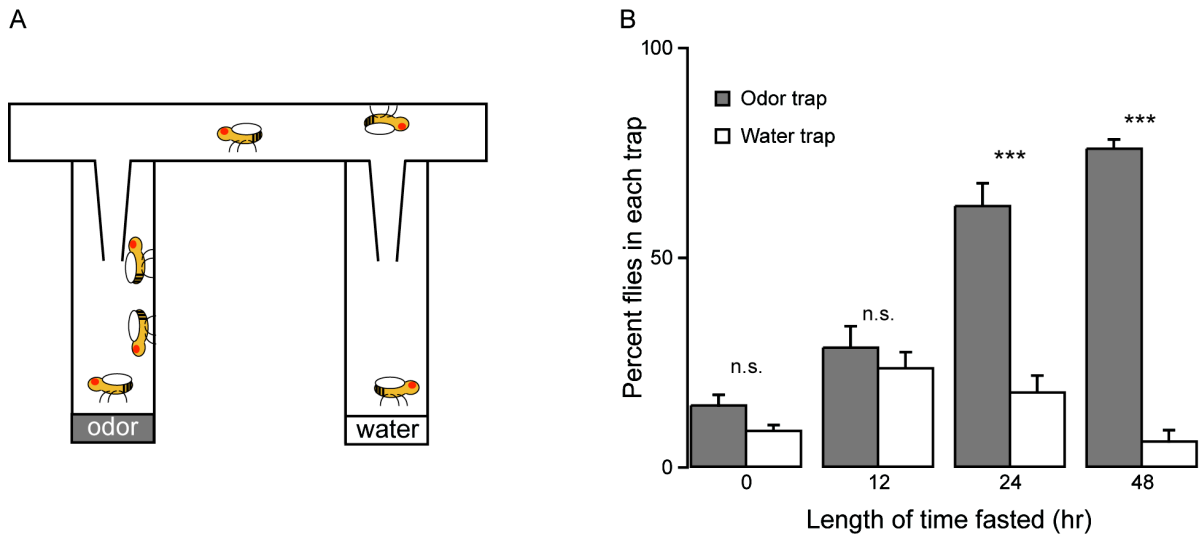 A
odor
water
B
Percent flies in each trap
100
50
0
Odor trap
Water trap
n.s.
n.s.
***
***
0 12 24 48
Length of time fasted (hr)